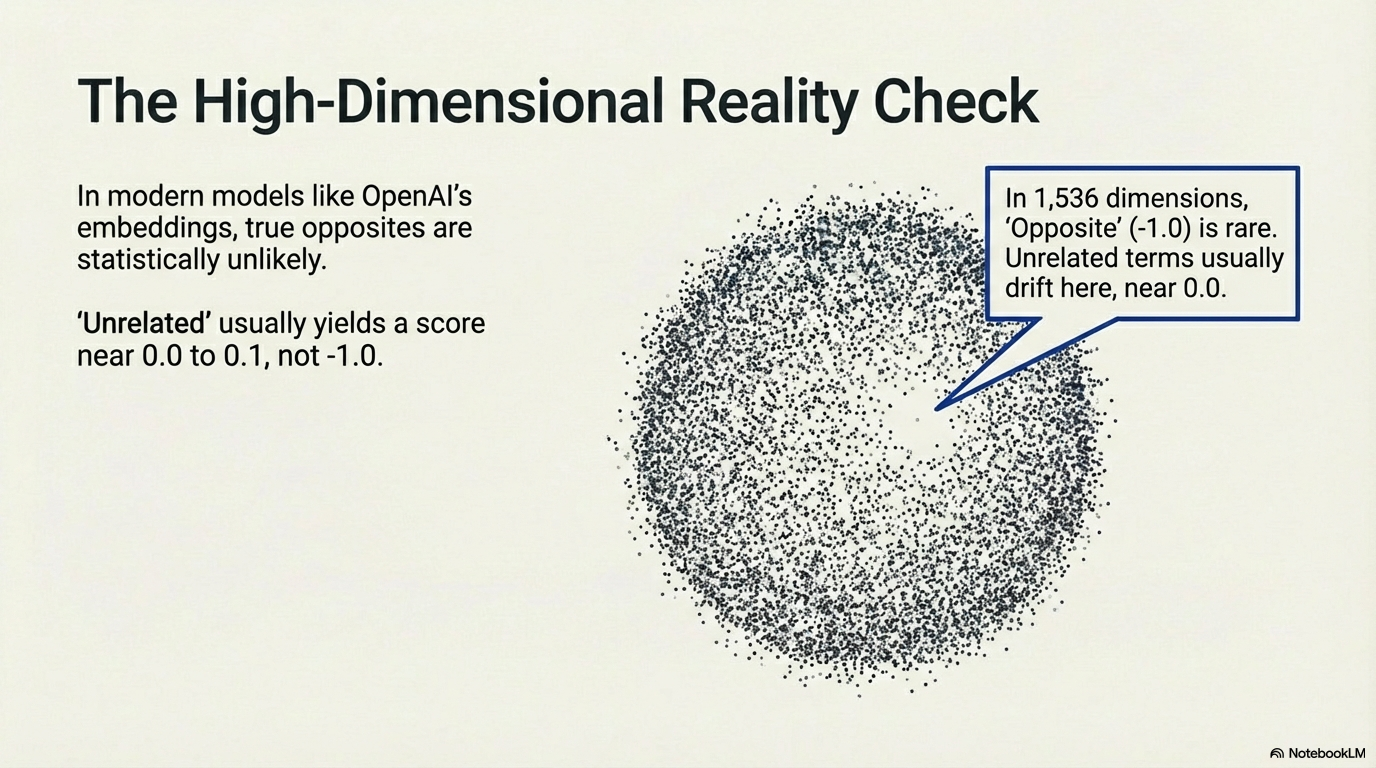 The High-Dimensional Reality Check
In modern models like OpenAI’s
embeddings, true opposites are
statistically unlikely.
‘Unrelated’ usually yields a score
near 0.0 to 0.1, not -1.0.
In 1,536 dimensions,
‘Opposite’ (-1.0) is rare.
Unrelated terms usually
drift here, near 0.0.
NotebookLM